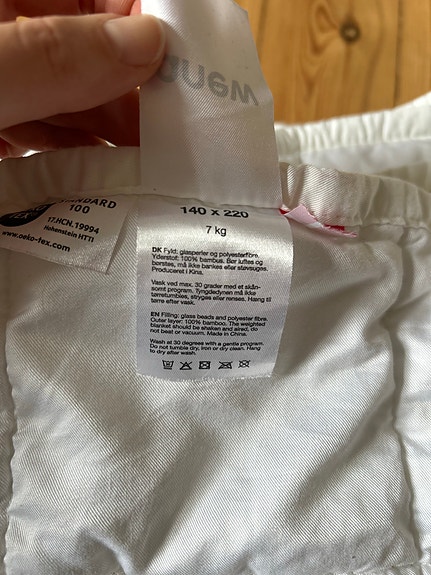 STANDARD
100
17.HCN.19994
Hohenstein HTTI
www.oeko-tex.com
140 x 220
7 kg
DK Fyld: glasperler og polyesterfibre.
Yderstof: 100% bambus. Bør luftes og
børstes, må ikke bankes eller støvsuges.
Produceret i Kina.
Vask ved max. 30 grader med et skån-
somt program. Tyngdedynen må ikke
tørretumbles, stryges eller renses. Hæng til
tørre efter vask.
EN Filling: glass beads and polyester fibre.
Outer layer: 100% bamboo. The weighted
blanket should be shaken and aired, do
not beat or vacuum. Made in China.
Wash at 30 degrees with a gentle program.
Do not tumble dry, iron or dry clean. Hang
to dry after wash.